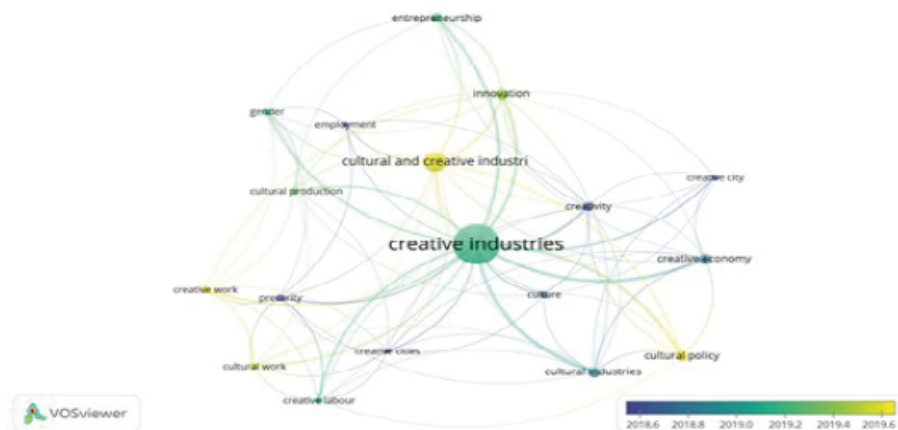 entrepreneurship
innovation
gender
employment
cultural and creative industri
creative city
cultural production
creativity
creative industries
creative economy
creative work
precarity
culture
creative cities
cultural policy
cultural work
cultural industries
creative labour
VOSviewer
2018.6 2018.8 2019.0 2019.2 2019.4 2019.6